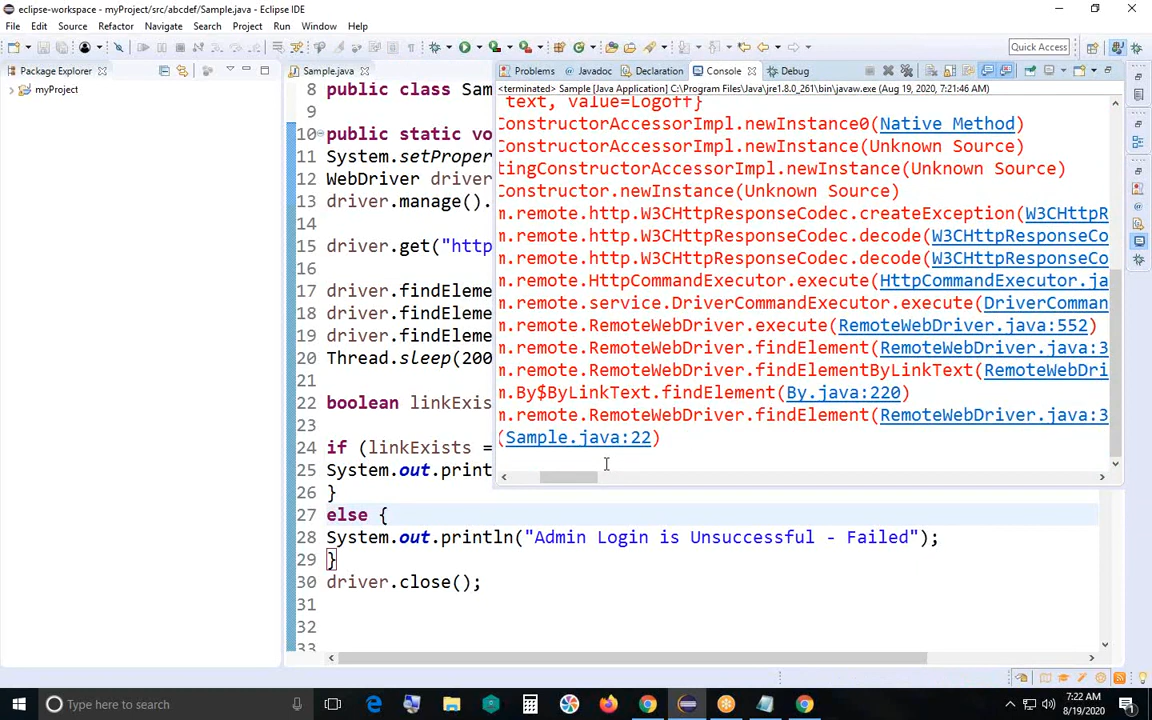 eclipse-workspace - myProject/src/abcdef/Sample.java - Eclipse IDE
File Edit Source Refactor Navigate Search Project Run Window Help
Quick Access
Package Explorer
myProject
Sample.java
8 public class Sam
9
10 public static vo
11 System.setProper
12 WebDriver driver
13 driver.manage().
14
15 driver.get("http
16
17 driver.findEleme
18 driver.findEleme
19 driver.findEleme
20 Thread.sleep(200
21
22 boolean linkExis
23
24 if (linkExists =
25 System.out.print
26 }
27 else {
28 System.out.println("Admin Login is Unsuccessful - Failed");
29 }
30 driver.close();
31
32
33
Problems Javadoc Declaration Console Debug
<terminated> Sample [Java Application] C:\Program Files\Java\jre1.8.0_261\bin\javaw.exe (Aug 19, 2020, 7:21:46 AM)
text, value=Logoff}
ConstructorAccessorImpl.newInstance0(Native Method)
ConstructorAccessorImpl.newInstance(Unknown Source)
tingConstructorAccessorImpl.newInstance(Unknown Source)
Constructor.newInstance(Unknown Source)
m.remote.http.W3CHttpResponseCodec.createException(W3CHttpR
m.remote.http.W3CHttpResponseCodec.decode(W3CHttpResponseCo
m.remote.http.W3CHttpResponseCodec.decode(W3CHttpResponseCo
m.remote.HttpCommandExecutor.execute(HttpCommandExecutor.ja
m.remote.service.DriverCommandExecutor.execute(DriverComman
m.remote.RemoteWebDriver.execute(RemoteWebDriver.java:552)
m.remote.RemoteWebDriver.findElement(RemoteWebDriver.java:3
m.remote.RemoteWebDriver.findElementByLinkText(RemoteWebDri
m.By$ByLinkText.findElement(By.java:220)
m.remote.RemoteWebDriver.findElement(RemoteWebDriver.java:3
(Sample.java:22)
Type here to search
7:22 AM
8/19/2020